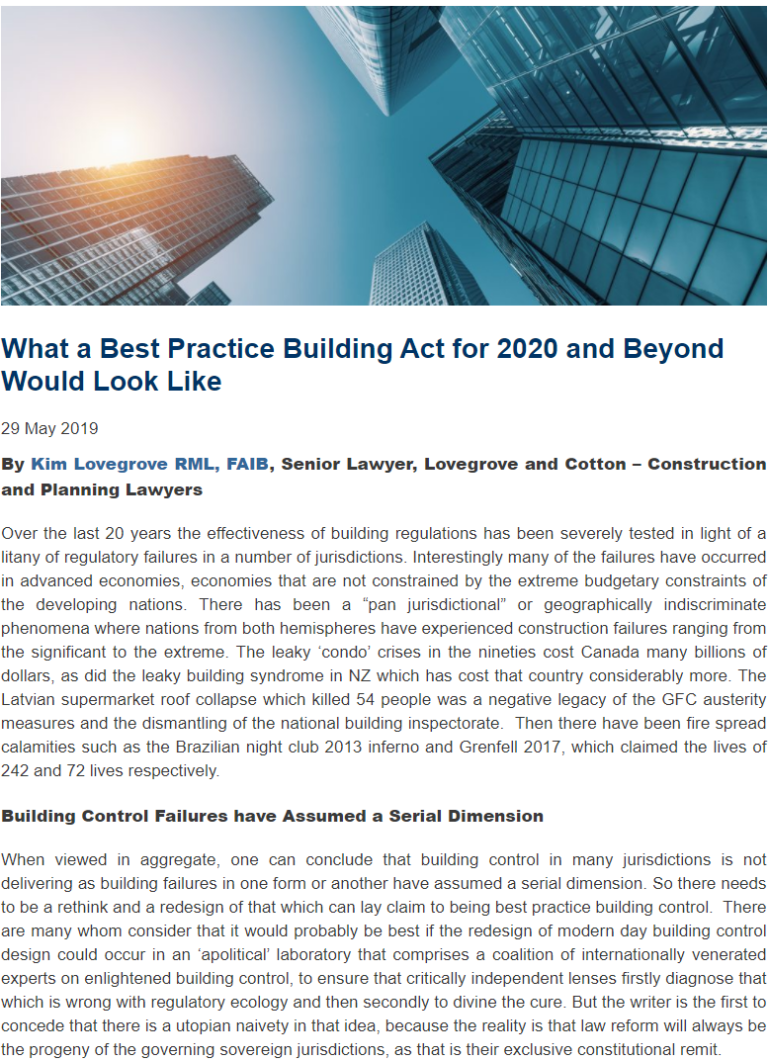 What a Best Practice Building Act for 2020 and Beyond
Would Look Like
29 May 2019
By Kim Lovegrove RML, FAIB, Senior Lawyer, Lovegrove and Cotton – Construction
and Planning Lawyers
Over the last 20 years the effectiveness of building regulations has been severely tested in light of a
litany of regulatory failures in a number of jurisdictions. Interestingly many of the failures have occurred
in advanced economies, economies that are not constrained by the extreme budgetary constraints of
the developing nations. There has been a “pan jurisdictional” or geographically indiscriminate
phenomena where nations from both hemispheres have experienced construction failures ranging from
the significant to the extreme. The leaky ‘condo’ crises in the nineties cost Canada many billions of
dollars, as did the leaky building syndrome in NZ which has cost that country considerably more. The
Latvian supermarket roof collapse which killed 54 people was a negative legacy of the GFC austerity
measures and the dismantling of the national building inspectorate.  Then there have been fire spread
calamities such as the Brazilian night club 2013 inferno and Grenfell 2017, which claimed the lives of
242 and 72 lives respectively.
Building Control Failures have Assumed a Serial Dimension
When viewed in aggregate, one can conclude that building control in many jurisdictions is not
delivering as building failures in one form or another have assumed a serial dimension. So there needs
to be a rethink and a redesign of that which can lay claim to being best practice building control.  There
are many whom consider that it would probably be best if the redesign of modern day building control
design could occur in an ‘apolitical’ laboratory that comprises a coalition of internationally venerated
experts on enlightened building control, to ensure that critically independent lenses firstly diagnose that
which is wrong with regulatory ecology and then secondly to divine the cure. But the writer is the first to
concede that there is a utopian naivety in that idea, because the reality is that law reform will always be
the progeny of the governing sovereign jurisdictions, as that is their exclusive constitutional remit.